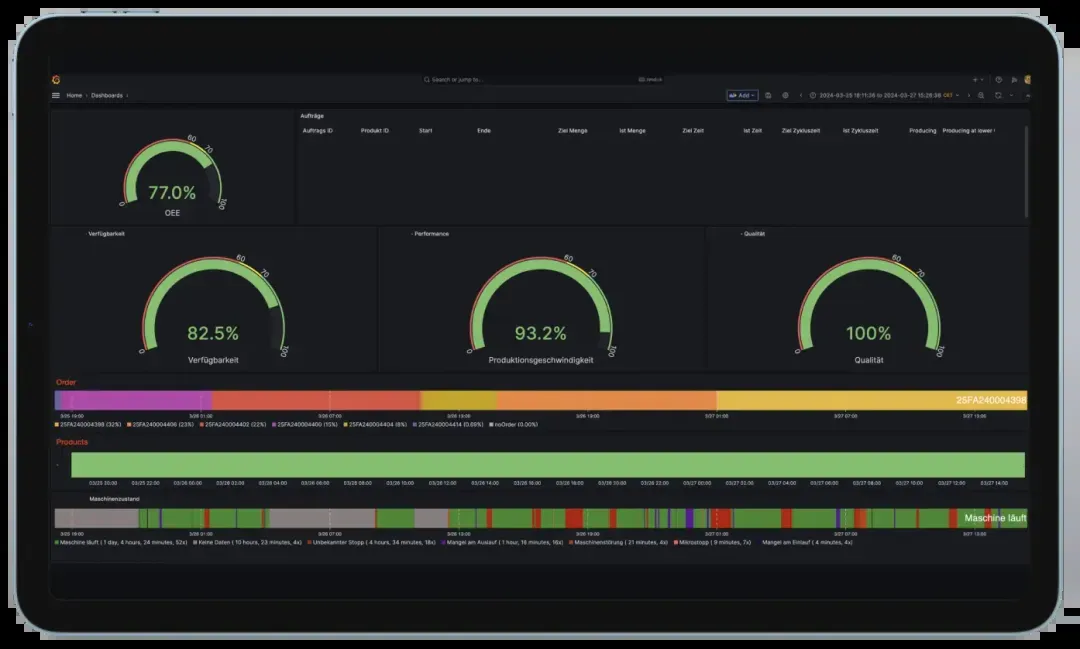 Search or jump to...
Home › Dashboards ›
Add
2024-03-25 18:11:36 to 2024-03-27 15:29:36 CET
Aufträge
Auftrags ID Produkt ID Start Ende Ziel Menge Ist Menge Ziel Zeit Ist Zeit Ziel Zykluszeit Ist Zykluszeit Producing Producing at lower
0 60 70 100
77.0%
OEE
- Verfügbarkeit
0 60 70 100
82.5%
Verfügbarkeit
- Performance
0 60 70 100
93.2%
Produktionsgeschwindigkeit
- Qualität
0 60 70 100
100%
Qualität
Order
25FA240004398
3/25 19:00 3/26 01:00 3/26 07:00 3/26 13:00 3/26 19:00 3/27 01:00 3/27 07:00 3/27 13:00
25FA240004398 (32%) 25FA240004406 (23%) 25FA240004402 (22%) 25FA240004400 (15%) 25FA240004404 (8%) 25FA240004414 (0.69%) noOrder (0.00%)
Products
03/25 20:00 03/25 22:00 03/26 00:00 03/26 02:00 03/26 04:00 03/26 06:00 03/26 08:00 03/26 10:00 03/26 12:00 03/26 14:00 03/26 16:00 03/26 18:00 03/26 20:00 03/26 22:00 03/27 00:00 03/27 02:00 03/27 04:00 03/27 06:00 03/27 08:00 03/27 10:00 03/27 12:00 03/27 14:00
Maschinenzustand
Maschine läuft
3/25 19:00 3/26 01:00 3/26 07:00 3/26 13:00 3/26 19:00 3/27 01:00 3/27 07:00 3/27 13:00
Maschine läuft ( 1 day, 4 hours, 24 minutes, 52x) Keine Daten ( 10 hours, 23 minutes, 4x) Unbekannter Stopp ( 4 hours, 34 minutes, 18x) Mangel am Auslauf ( 1 hour, 16 minutes, 16x) Maschinenstörung ( 21 minutes, 4x) Mikrostopp ( 9 minutes, 7x) Mangel am Einlauf ( 4 minutes, 4x)